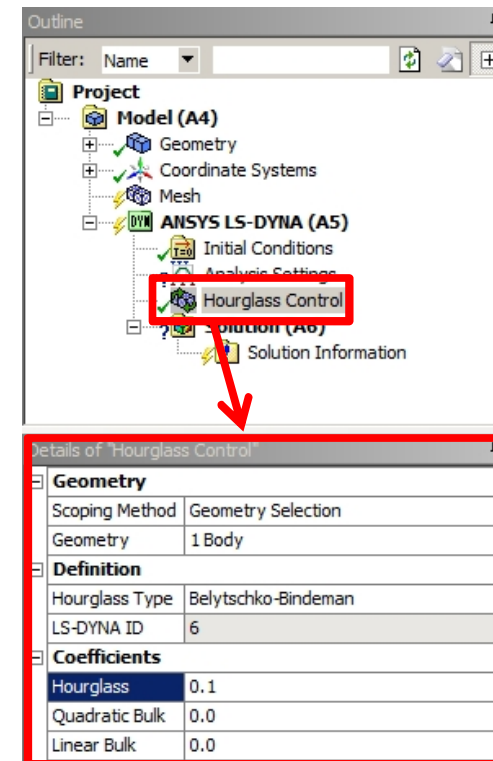 Outline
Filter: Name
Project
Model (A4)
Geometry
Coordinate Systems
Mesh
DYN ANSYS LS-DYNA (A5)
T=0 Initial Conditions
Analysis Settings
Hourglass Control
Solution (A6)
Solution Information
Details of "Hourglass Control"
Geometry
Scoping Method Geometry Selection
Geometry 1 Body
Definition
Hourglass Type Belytschko-Bindeman
LS-DYNA ID 6
Coefficients
Hourglass 0.1
Quadratic Bulk 0.0
Linear Bulk 0.0